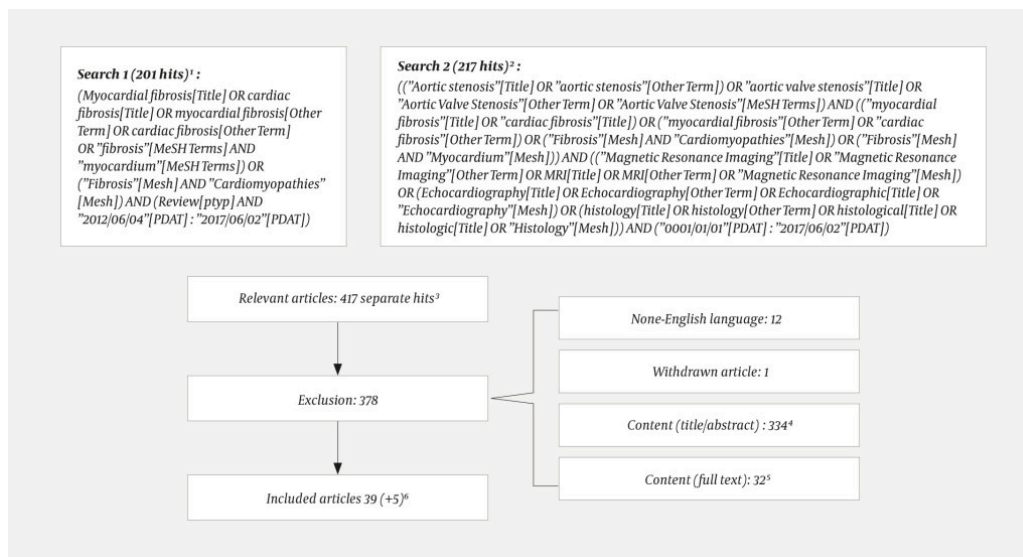 Search 1 (201 hits)¹ :
(Myocardial fibrosis[Title] OR cardiac
fibrosis[Title] OR myocardial fibrosis[Other
Term] OR cardiac fibrosis[Other Term]
OR "fibrosis"[MeSH Terms] AND
"myocardium"[MeSH Terms]) OR
("Fibrosis"[Mesh] AND "Cardiomyopathies"
[Mesh]) AND (Review[ptyp] AND
"2012/06/04"[PDAT] : "2017/06/02"[PDAT])
Search 2 (217 hits)² :
(("Aortic stenosis"[Title] OR "aortic stenosis"[Other Term]) OR "aortic valve stenosis"[Title] OR
"Aortic Valve Stenosis"[Other Term] OR "Aortic Valve Stenosis"[MeSH Terms]) AND (("myocardial
fibrosis"[Title] OR "cardiac fibrosis"[Title]) OR ("myocardial fibrosis"[Other Term] OR "cardiac
fibrosis"[Other Term]) OR ("Fibrosis"[Mesh] AND "Cardiomyopathies"[Mesh]) OR ("Fibrosis"[Mesh]
AND "Myocardium"[Mesh])) AND (("Magnetic Resonance Imaging"[Title] OR "Magnetic Resonance
Imaging"[Other Term] OR MRI[Title] OR MRI[Other Term] OR "Magnetic Resonance Imaging"[Mesh])
OR (Echocardiography[Title] OR Echocardiography[Other Term] OR Echocardiographic[Title] OR
"Echocardiography"[Mesh]) OR (histology[Title] OR histology[Other Term] OR histological[Title] OR
histologic[Title] OR "Histology"[Mesh])) AND ("0001/01/01"[PDAT] : "2017/06/02"[PDAT])
Relevant articles: 417 separate hits³
Exclusion: 378
Included articles 39 (+5)⁶
None-English language: 12
Withdrawn article: 1
Content (title/abstract) : 334⁴
Content (full text): 32⁵